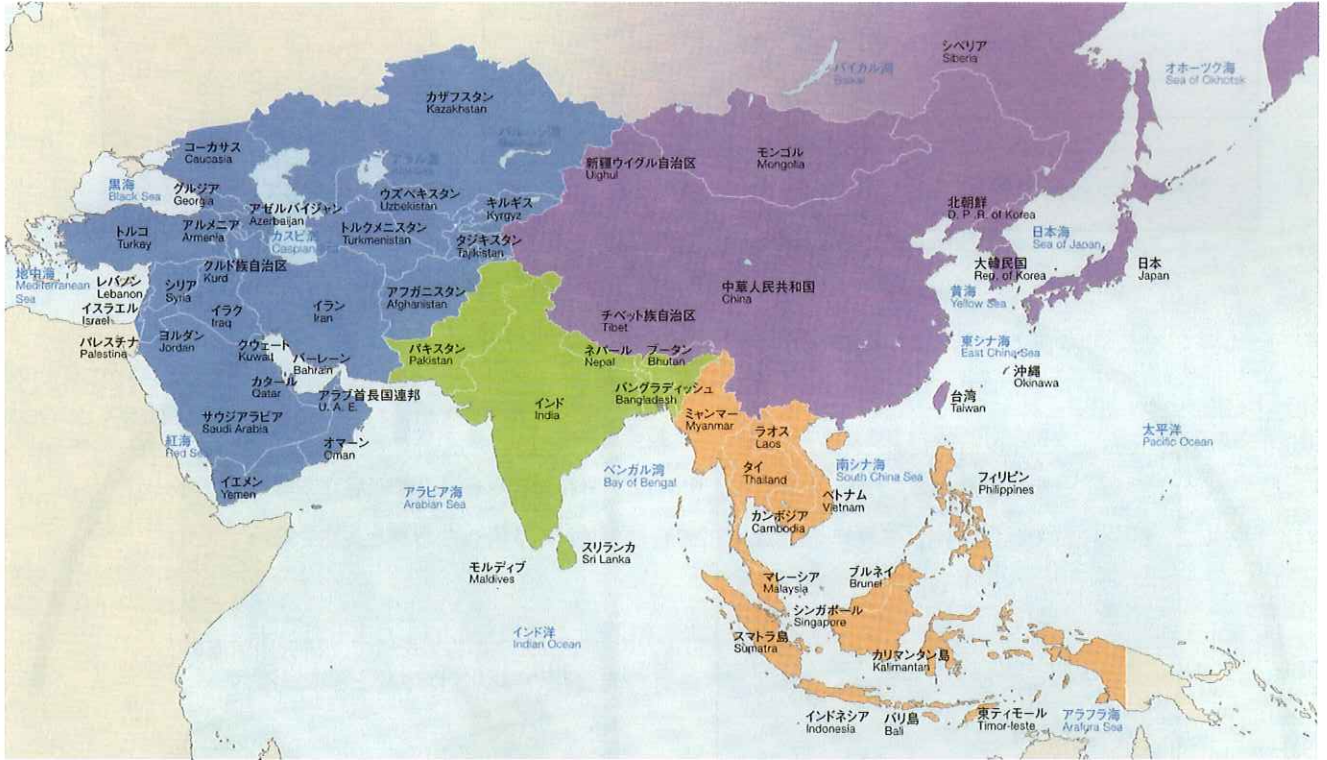 シベリア
Siberia
バイカル湖
Baikal
オホーツク海
Sea of Okhotsk
カザフスタン
Kazakhstan
コーカサス
Caucasia
アラル海
新疆ウイグル自治区
Uighul
モンゴル
Mongolia
黒海
Black Sea
グルジア
Georgia
アゼルバイジャン
Azerbaijan
ウズベキスタン
Uzbekistan
キルギス
Kyrgyz
北朝鮮
D. P. R. of Korea
トルコ
Turkey
アルメニア
Armenia
カスピ海
Caspian
トルクメニスタン
Turkmenistan
タジキスタン
Tajikistan
日本海
Sea of Japan
地中海
Mediterranean
Sea
レバノン
Lebanon
シリア
Syria
クルド族自治区
Kurd
大韓民国
Rep. of Korea
日本
Japan
イスラエル
Israel
イラク
Iraq
イラン
Iran
アフガニスタン
Afghanistan
中華人民共和国
China
黄海
Yellow Sea
パレスチナ
Palestine
ヨルダン
Jordan
クウェート
Kuwait
バーレーン
Bahrain
パキスタン
Pakistan
チベット族自治区
Tibet
ネパール
Nepal
ブータン
Bhutan
東シナ海
East China Sea
カタール
Qatar
アラブ首長国連邦
U. A. E.
インド
India
バングラディッシュ
Bangladesh
沖縄
Okinawa
サウジアラビア
Saudi Arabia
ミャンマー
Myanmar
台湾
Taiwan
紅海
Red Sea
オマーン
Oman
ラオス
Laos
太平洋
Pacific Ocean
イエメン
Yemen
アラビア海
Arabian Sea
ベンガル湾
Bay of Bengal
タイ
Thailand
南シナ海
South China Sea
フィリピン
Philippines
ベトナム
Vietnam
カンボジア
Cambodia
モルディブ
Maldives
スリランカ
Sri Lanka
マレーシア
Malaysia
ブルネイ
Brunei
シンガポール
Singapore
インド洋
Indian Ocean
スマトラ島
Sumatra
カリマンタン島
Kalimantan
インドネシア
Indonesia
バリ島
Bali
東ティモール
Timor-leste
アラフラ海
Arafura Sea